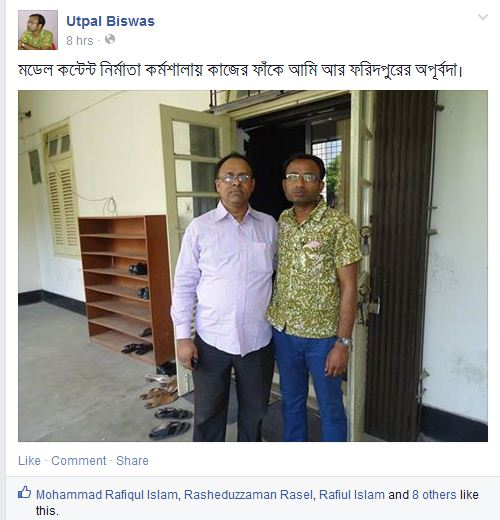 Utpal Biswas
8 hrs ·
মডেল কন্টেন্ট নির্মাতা কর্মশালায় কাজের ফাঁকে আমি আর ফরিদপুরের অপূর্বদা।
Like · Comment · Share
Mohammad Rafiqul Islam, Rasheduzzaman Rasel, Rafiul Islam and 8 others like
this.